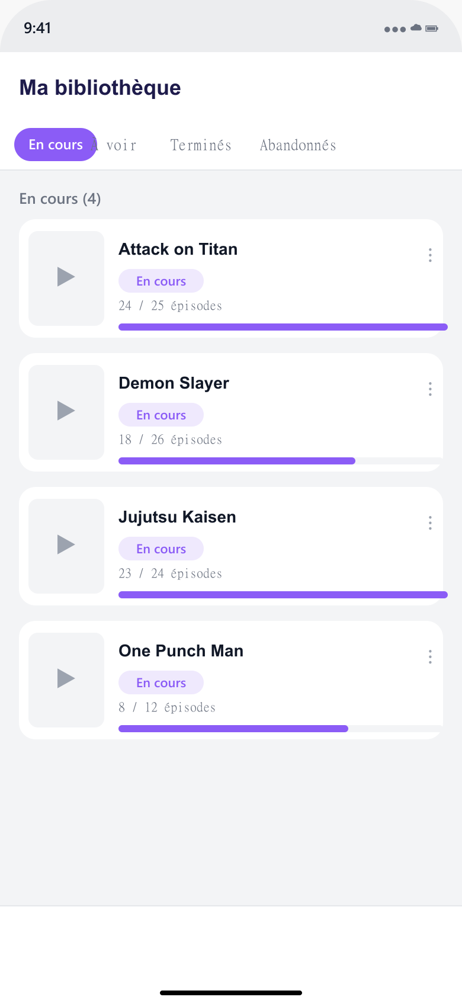 9:41
Ma bibliothèque
En cours À voir Terminés Abandonnés
En cours (4)
Attack on Titan
En cours
24 / 25 épisodes
Demon Slayer
En cours
18 / 26 épisodes
Jujutsu Kaisen
En cours
23 / 24 épisodes
One Punch Man
En cours
8 / 12 épisodes